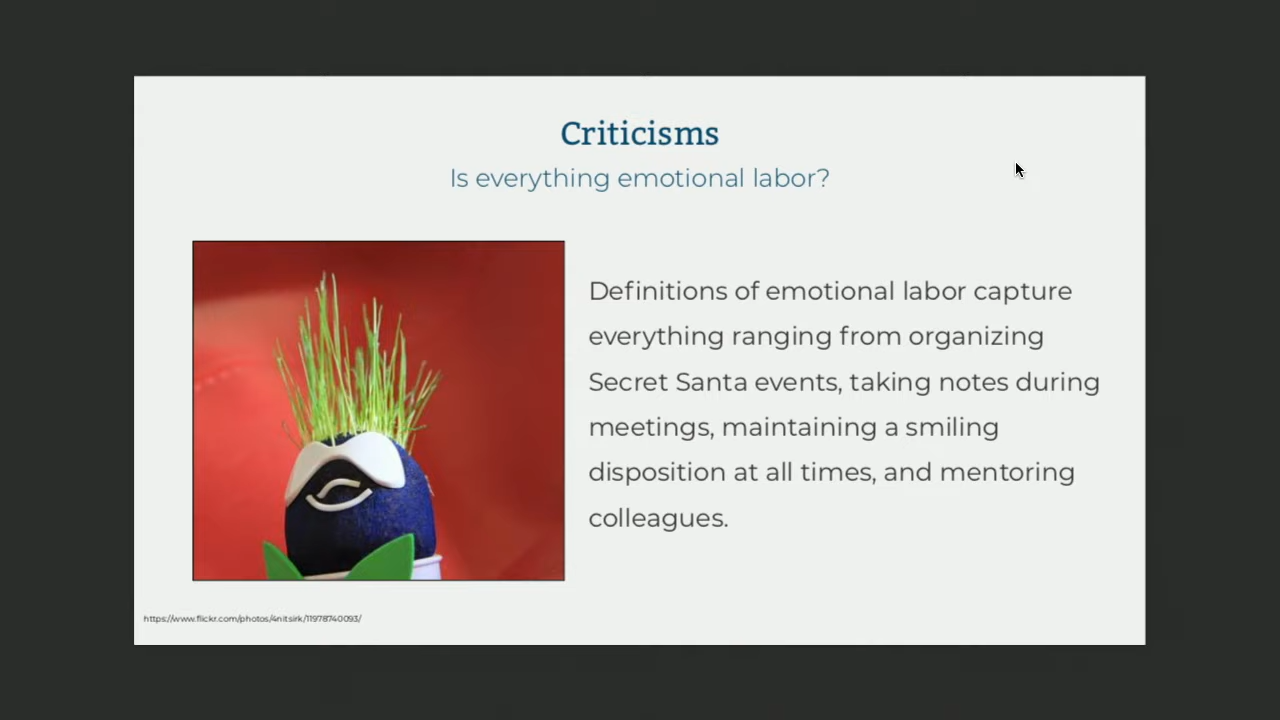 Criticisms
Is everything emotional labor?
Definitions of emotional labor capture
everything ranging from organizing
Secret Santa events, taking notes during
meetings, maintaining a smiling
disposition at all times, and mentoring
colleagues.
https://www.flickr.com/photos/4nitsirk/11978740093/